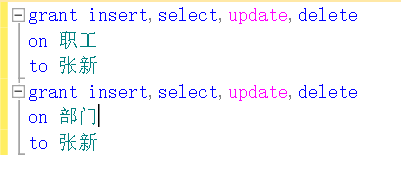 grant insert,select,update,delete
on 职工
to 张新
grant insert,select,update,delete
on 部门
to 张新